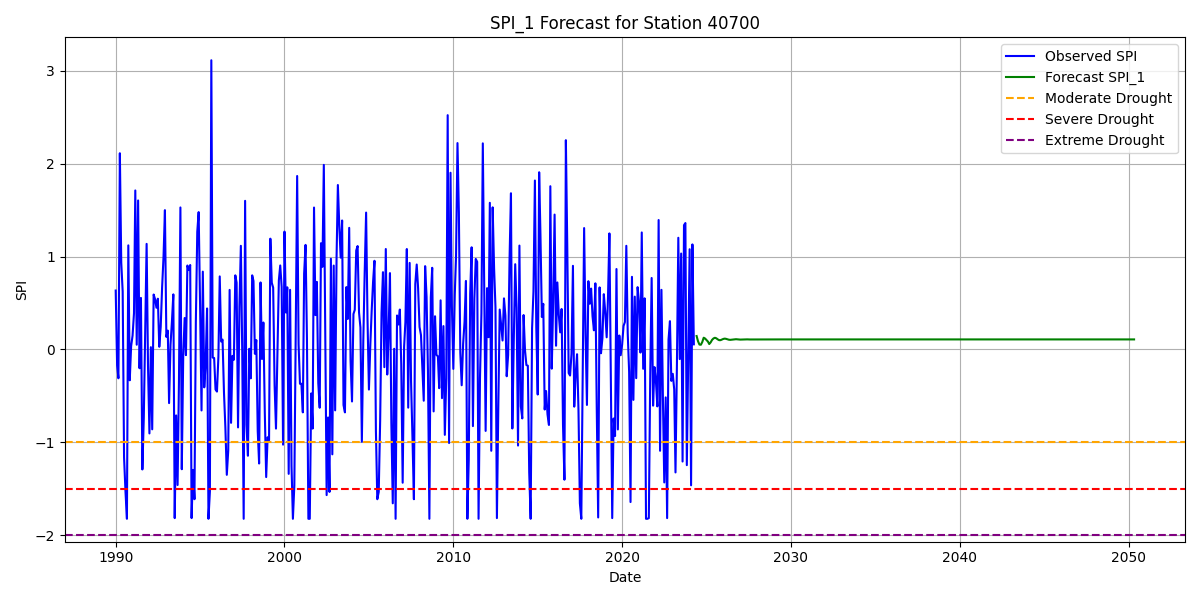 SPI_1 Forecast for Station 40700
Observed SPI
Forecast SPI_1
Moderate Drought
Severe Drought
Extreme Drought
SPI
3
2
1
0
−1
−2
1990 2000 2010 2020 2030 2040 2050
Date